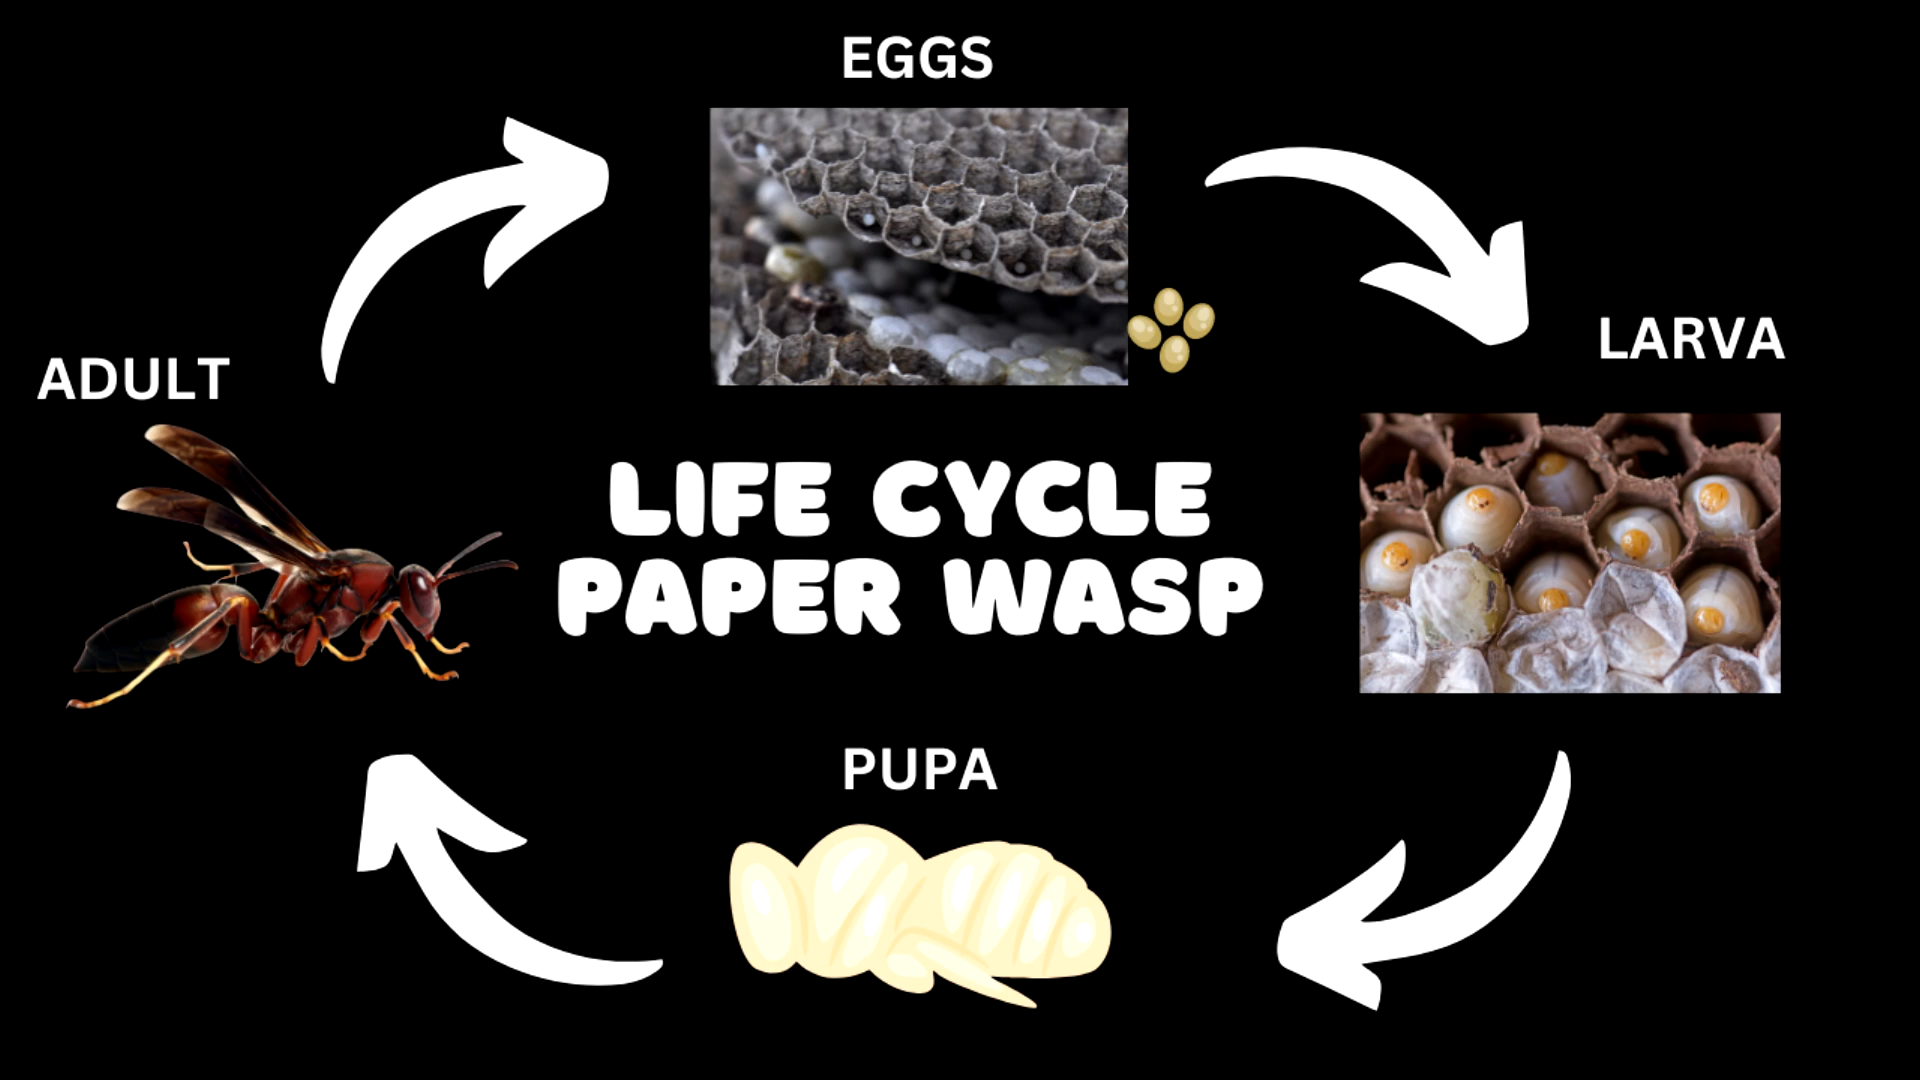 EGGS
LARVA
ADULT
LIFE CYCLE
PAPER WASP
PUPA